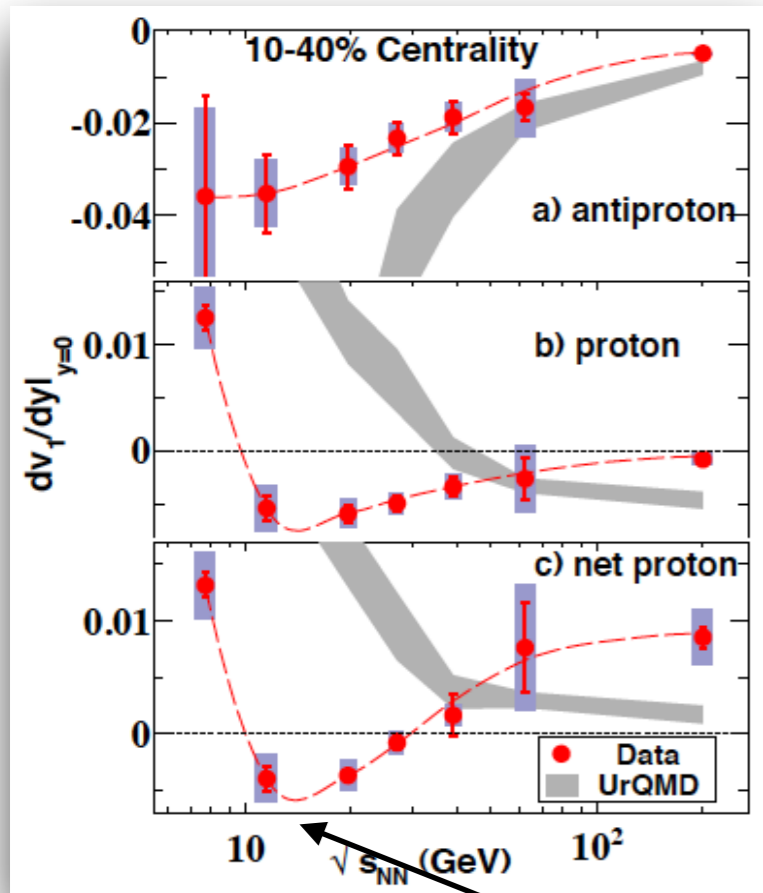 0
10-40% Centrality
-0.02
-0.04
a) antiproton
0.01
b) proton
0
dv₁/dy|y=0
c) net proton
0.01
0
Data
UrQMD
10
√ sNN (GeV)
10²